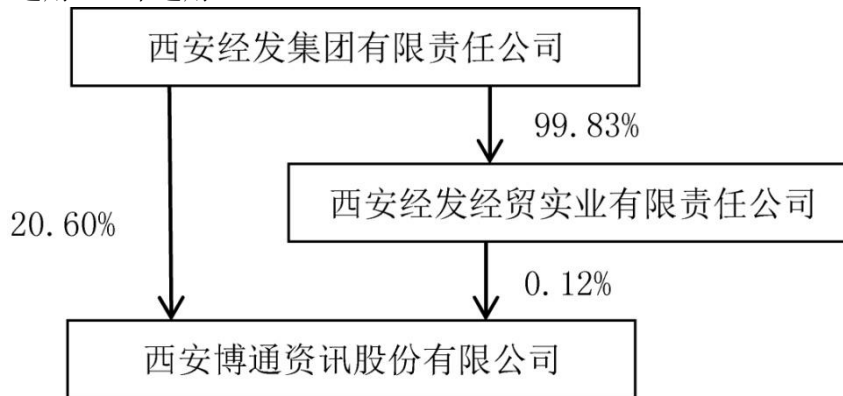 西安经发集团有限责任公司
99.83%
西安经发经贸实业有限责任公司
20.60%
0.12%
西安博通资讯股份有限公司